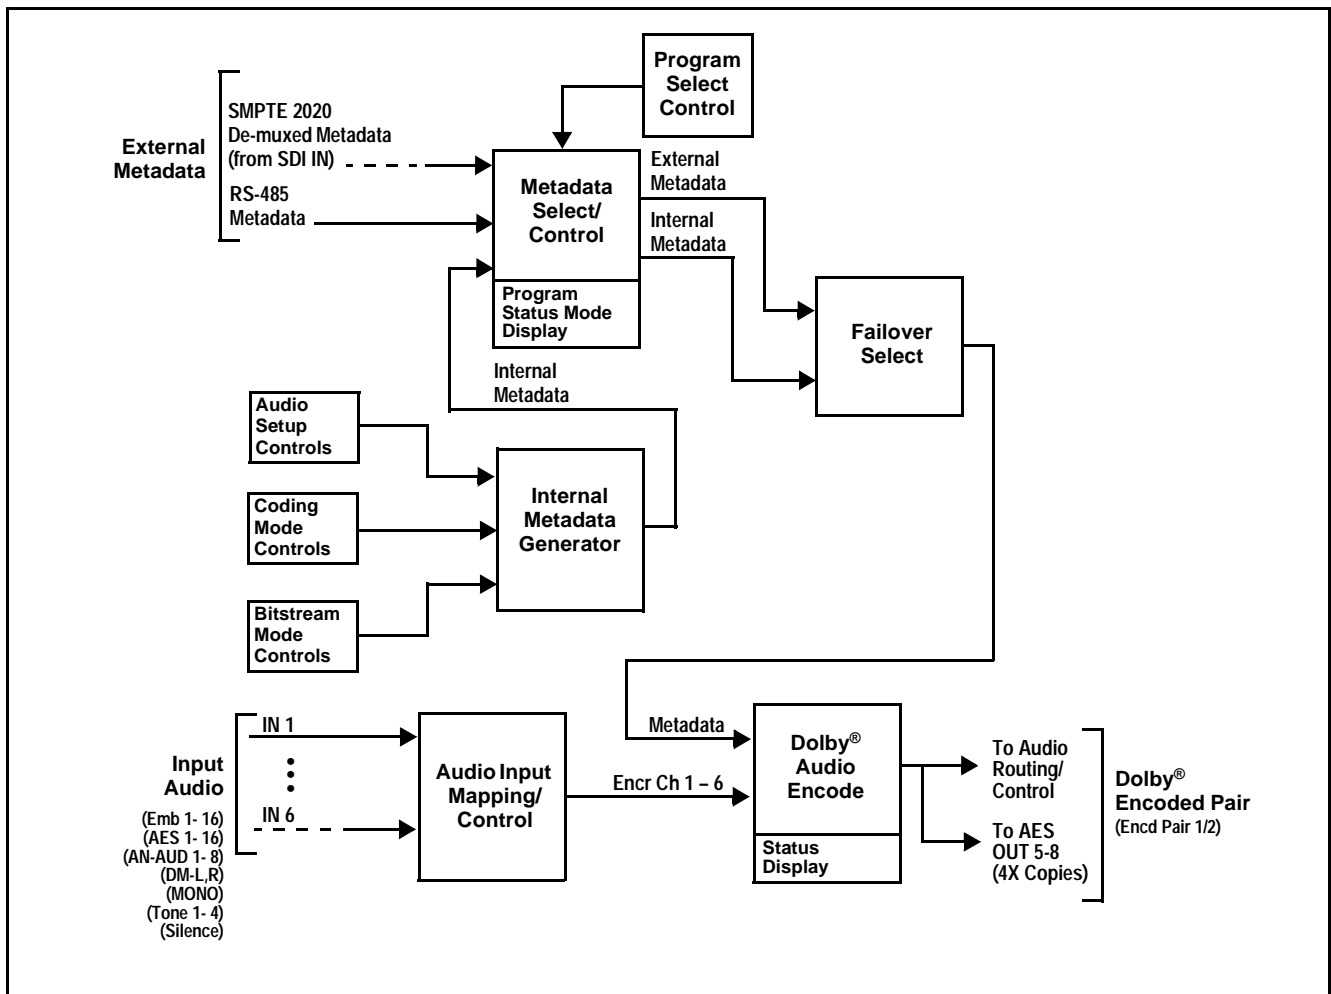 Program
Select
Control
External
Metadata
SMPTE 2020
De-muxed Metadata
(from SDI IN)
RS-485
Metadata
Metadata
Select/
Control
Program
Status Mode
Display
External
Metadata
Internal
Metadata
Failover
Select
Internal
Metadata
Audio
Setup
Controls
Coding
Mode
Controls
Bitstream
Mode
Controls
Internal
Metadata
Generator
Input
Audio
(Emb 1- 16)
(AES 1- 16)
(AN-AUD 1- 8)
(DM-L,R)
(MONO)
(Tone 1- 4)
(Silence)
IN 1
IN 6
Audio Input
Mapping/
Control
Encr Ch 1 – 6
Metadata
Dolby®
Audio
Encode
Status
Display
To Audio
Routing/
Control
To AES
OUT 5-8
(4X Copies)
Dolby®
Encoded Pair
(Encd Pair 1/2)